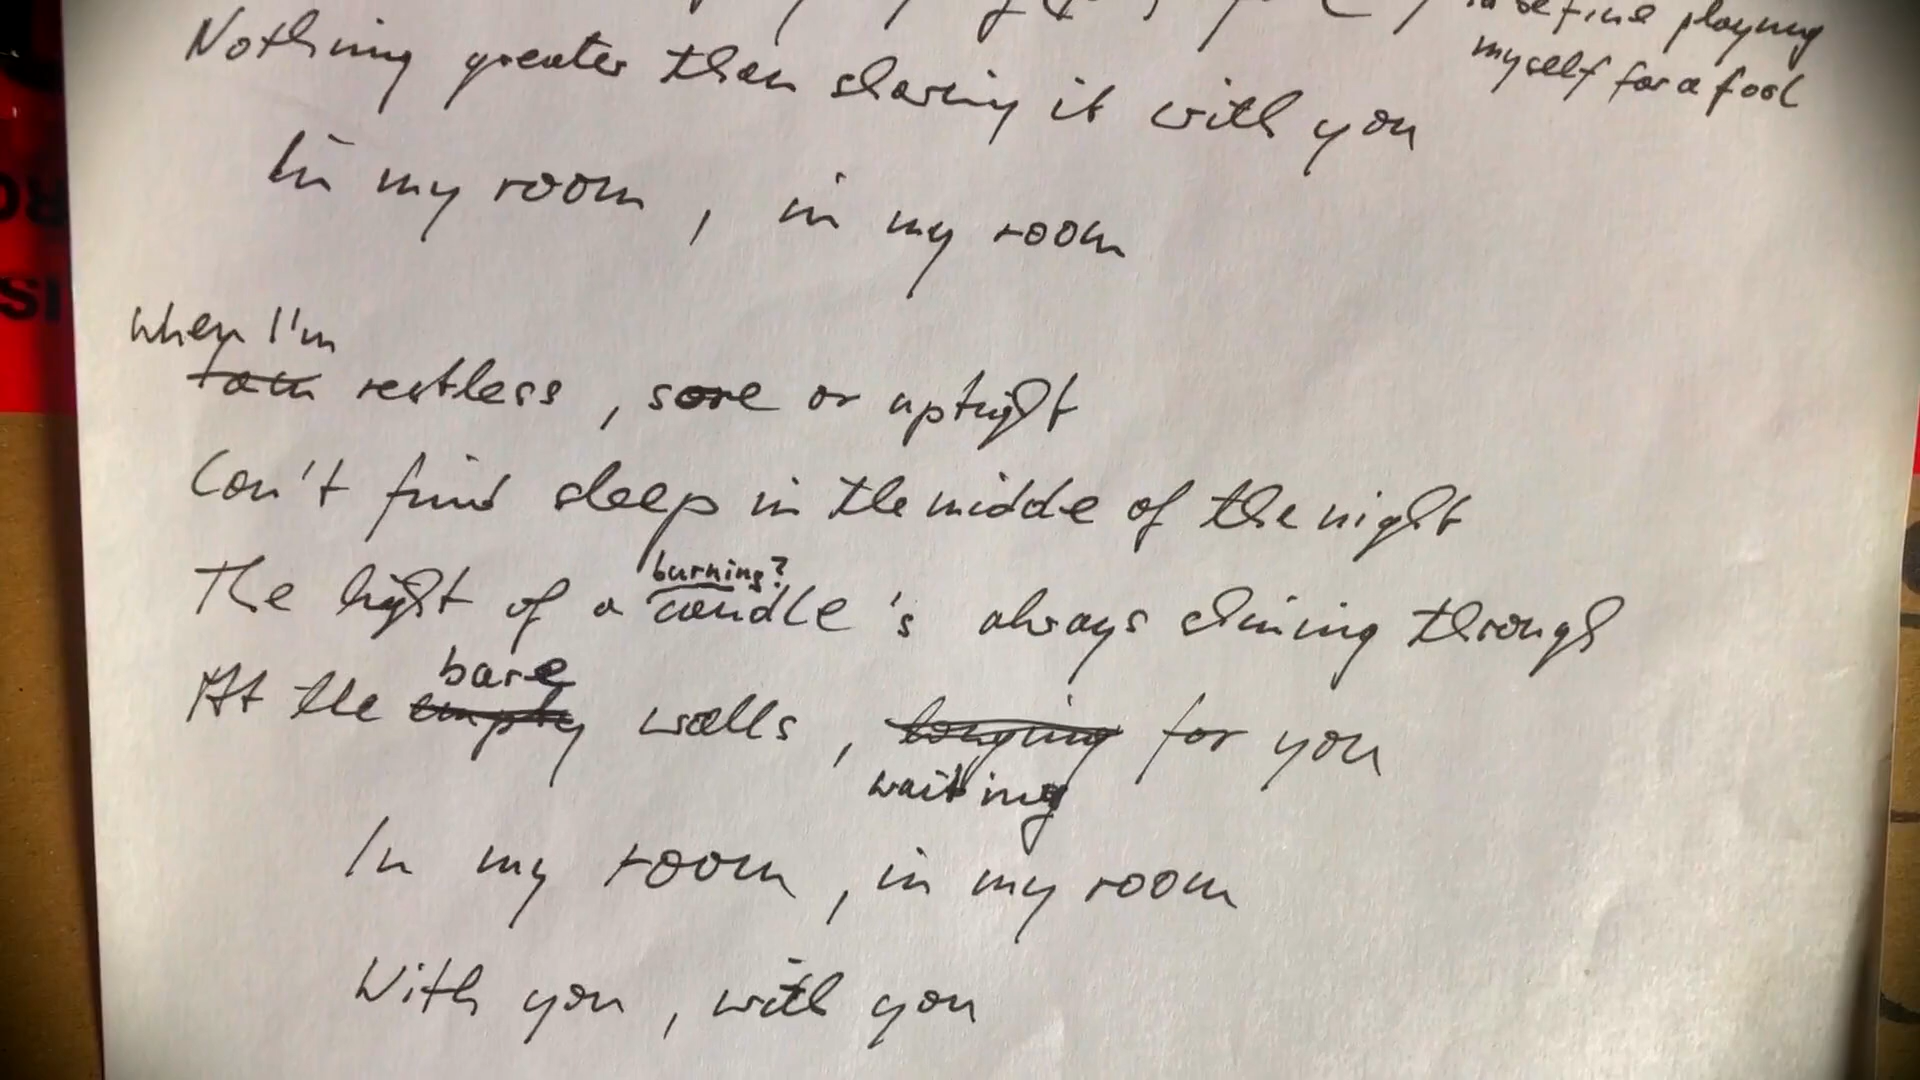 define playing
myself for a fool
Nothing greater than sharing it with you
In my room, in my room
When I'm
restless, sore or uptight
Can't find sleep in the middle of the night
burning?
The light of a candle's always shining through
bare
At the empty walls, longing for you
waiting
In my room, in my room
With you, with you